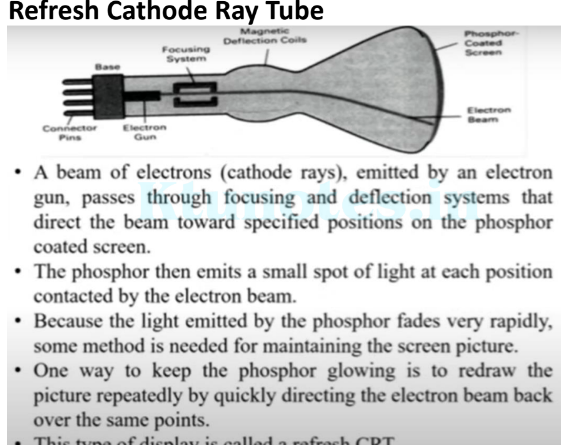 Refresh Cathode Ray Tube
Magnetic
Deflection Coils
Phosphor-
Coated
Screen
Focusing
System
Base
Electron
Beam
Connector
Pins
Electron
Gun
• A beam of electrons (cathode rays), emitted by an electron
gun, passes through focusing and deflection systems that
direct the beam toward specified positions on the phosphor
coated screen.
Ktunotes.in
• The phosphor then emits a small spot of light at each position
contacted by the electron beam.
• Because the light emitted by the phosphor fades very rapidly,
some method is needed for maintaining the screen picture.
• One way to keep the phosphor glowing is to redraw the
picture repeatedly by quickly directing the electron beam back
over the same points.
• This type of display is called a refresh CRT